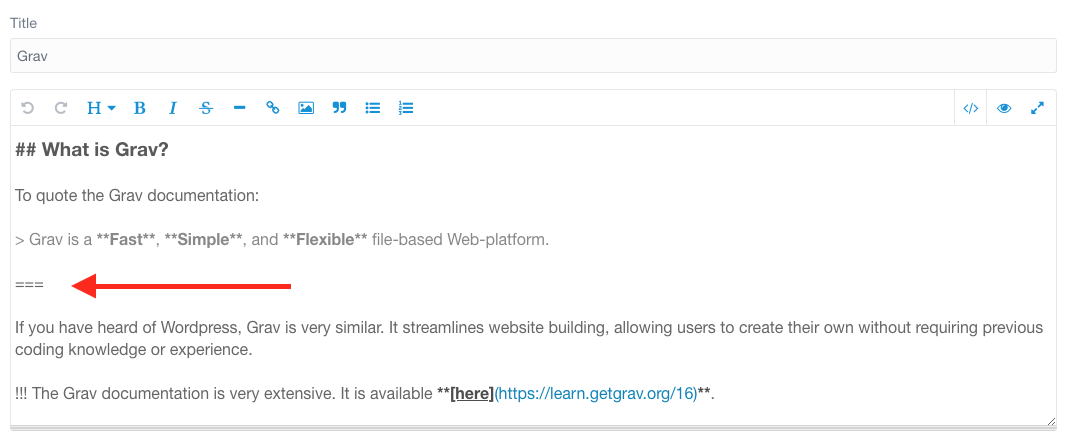 Title
Grav
H B I S </>
## What is Grav?
To quote the Grav documentation:
> Grav is a **Fast**, **Simple**, and **Flexible** file-based Web-platform.
===
If you have heard of Wordpress, Grav is very similar. It streamlines website building, allowing users to create their own without requiring previous
coding knowledge or experience.
!!! The Grav documentation is very extensive. It is available **[here](https://learn.getgrav.org/16)**.